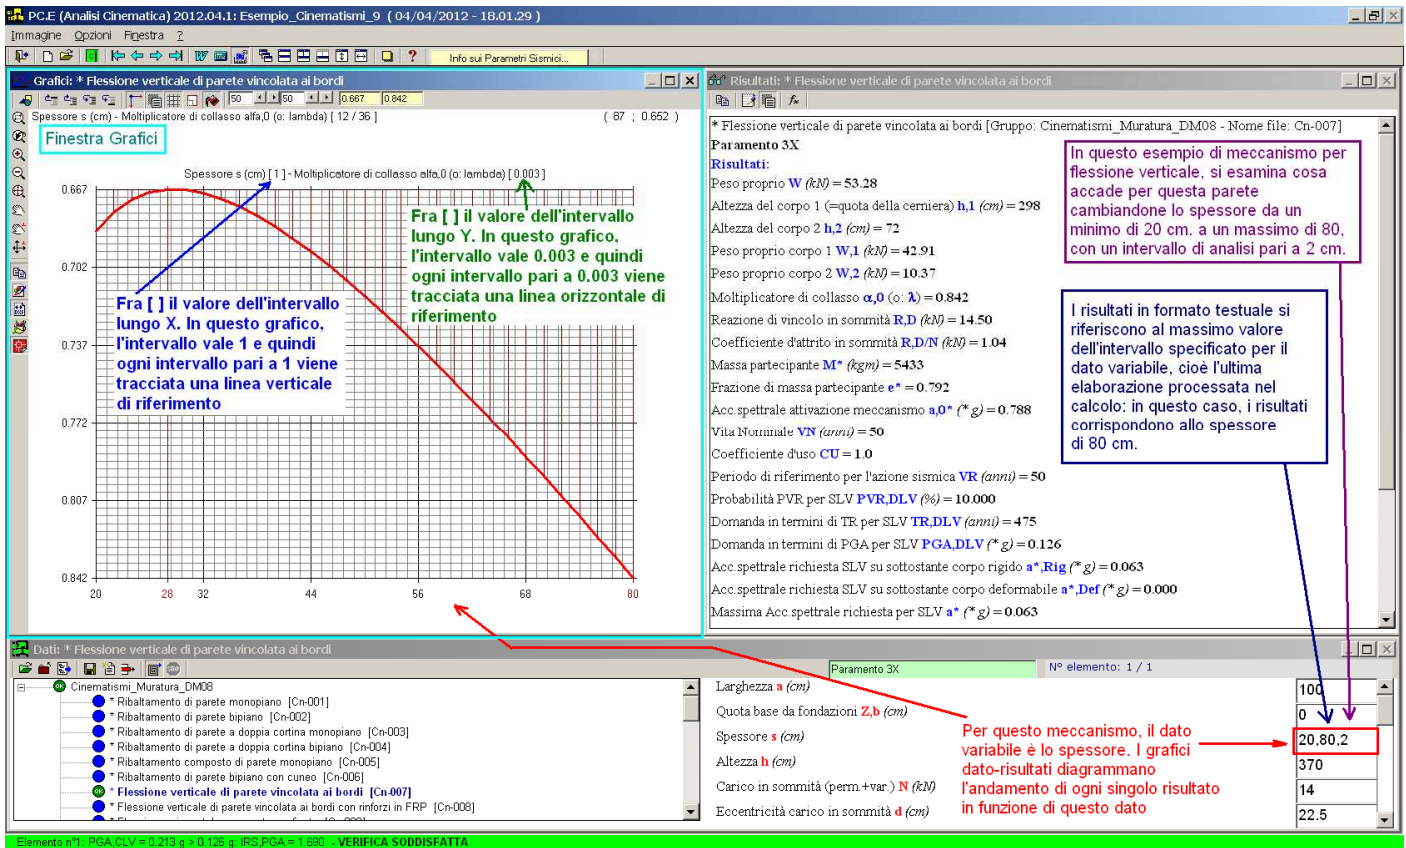 PC.E (Analisi Cinematica) 2012.04.1: Esempio_Cinematismi_9 ( 04/04/2012 - 18.01.29 )
Immagine Opzioni Finestra ?
Info sui Parametri Sismici...
Grafici: * Flessione verticale di parete vincolata ai bordi
50 50 0.667 0.842
Spessore s (cm) - Moltiplicatore di collasso alfa,0 (o: lambda) [ 12 / 36 ] ( 87 ; 0.652 )
Finestra Grafici
Spessore s (cm) [ 1 ] - Moltiplicatore di collasso alfa,0 (o: lambda) [ 0.003 ]
0.667
0.702
0.737
0.772
0.807
0.842
20 28 32 44 56 68 80
Fra [ ] il valore dell'intervallo
lungo Y. In questo grafico,
l'intervallo vale 0.003 e quindi
ogni intervallo pari a 0.003 viene
tracciata una linea orizzontale di
riferimento
Fra [ ] il valore dell'intervallo
lungo X. In questo grafico,
l'intervallo vale 1 e quindi
ogni intervallo pari a 1 viene
tracciata una linea verticale
di riferimento
Risultati: * Flessione verticale di parete vincolata ai bordi
* Flessione verticale di parete vincolata ai bordi [Gruppo: Cinematismi_Muratura_DM08 - Nome file: Cn-007]
Paramento 3X
Risultati:
Peso proprio W (kN) = 53.28
Altezza del corpo 1 (=quota della cerniera) h,1 (cm) = 298
Altezza del corpo 2 h,2 (cm) = 72
Peso proprio corpo 1 W,1 (kN) = 42.91
Peso proprio corpo 2 W,2 (kN) = 10.37
Moltiplicatore di collasso α,0 (o: λ) = 0.842
Reazione di vincolo in sommità R,D (kN) = 14.50
Coefficiente d'attrito in sommità R,D/N (kN) = 1.04
Massa partecipante M* (kgm) = 5433
Frazione di massa partecipante e* = 0.792
Acc.spettrale attivazione meccanismo a,0* (* g) = 0.788
Vita Nominale VN (anni) = 50
Coefficiente d'uso CU = 1.0
Periodo di riferimento per l'azione sismica VR (anni) = 50
Probabilità PVR per SLV PVR,DLV (%) = 10.000
Domanda in termini di TR per SLV TR,DLV (anni) = 475
Domanda in termini di PGA per SLV PGA,DLV (* g) = 0.126
Acc.spettrale richiesta SLV su sottostante corpo rigido a*,Rig (* g) = 0.063
Acc.spettrale richiesta SLV su sottostante corpo deformabile a*,Def (* g) = 0.000
Massima Acc.spettrale richiesta per SLV a* (* g) = 0.063
In questo esempio di meccanismo per
flessione verticale, si esamina cosa
accade per questa parete
cambiandone lo spessore da un
minimo di 20 cm. a un massimo di 80,
con un intervallo di analisi pari a 2 cm.
I risultati in formato testuale si
riferiscono al massimo valore
dell'intervallo specificato per il
dato variabile, cioè l'ultima
elaborazione processata nel
calcolo: in questo caso, i risultati
corrispondono allo spessore
di 80 cm.
Dati: * Flessione verticale di parete vincolata ai bordi
Paramento 3X N° elemento: 1 / 1
Cinematismi_Muratura_DM08
* Ribaltamento di parete monopiano [Cn-001]
* Ribaltamento di parete bipiano [Cn-002]
* Ribaltamento di parete a doppia cortina monopiano [Cn-003]
* Ribaltamento di parete a doppia cortina bipiano [Cn-004]
* Ribaltamento composto di parete monopiano [Cn-005]
* Ribaltamento di parete bipiano con cuneo [Cn-006]
* Flessione verticale di parete vincolata ai bordi [Cn-007]
* Flessione verticale di parete vincolata ai bordi con rinforzi in FRP [Cn-008]
Larghezza a (cm) 100
Quota base da fondazioni Z,b (cm) 0
Spessore s (cm) 20,80,2
Altezza h (cm) 370
Carico in sommità (perm.+var.) N (kN) 14
Eccentricità carico in sommità d (cm) 22.5
Per questo meccanismo, il dato
variabile è lo spessore. I grafici
dato-risultati diagrammano
l'andamento di ogni singolo risultato
in funzione di questo dato
Elemento n°1: PGA,CLV = 0.213 g > 0.126 g: IRS,PGA = 1.690 - VERIFICA SODDISFATTA